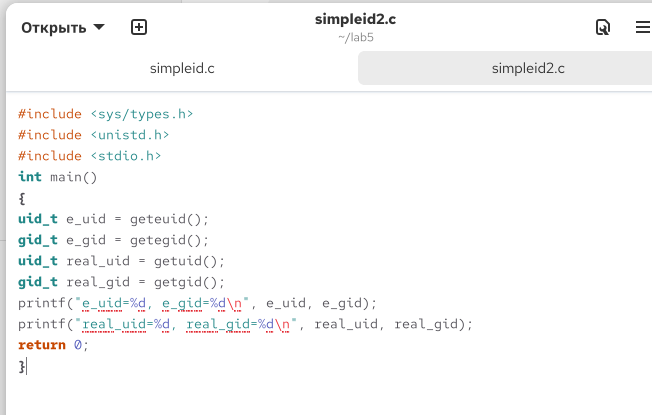 Открыть
simpleid2.c
~/lab5
simpleid.c
simpleid2.c
#include <sys/types.h>
#include <unistd.h>
#include <stdio.h>
int main()
{
uid_t e_uid = geteuid();
gid_t e_gid = getegid();
uid_t real_uid = getuid();
gid_t real_gid = getgid();
printf("e_uid=%d, e_gid=%d\n", e_uid, e_gid);
printf("real_uid=%d, real_gid=%d\n", real_uid, real_gid);
return 0;
}